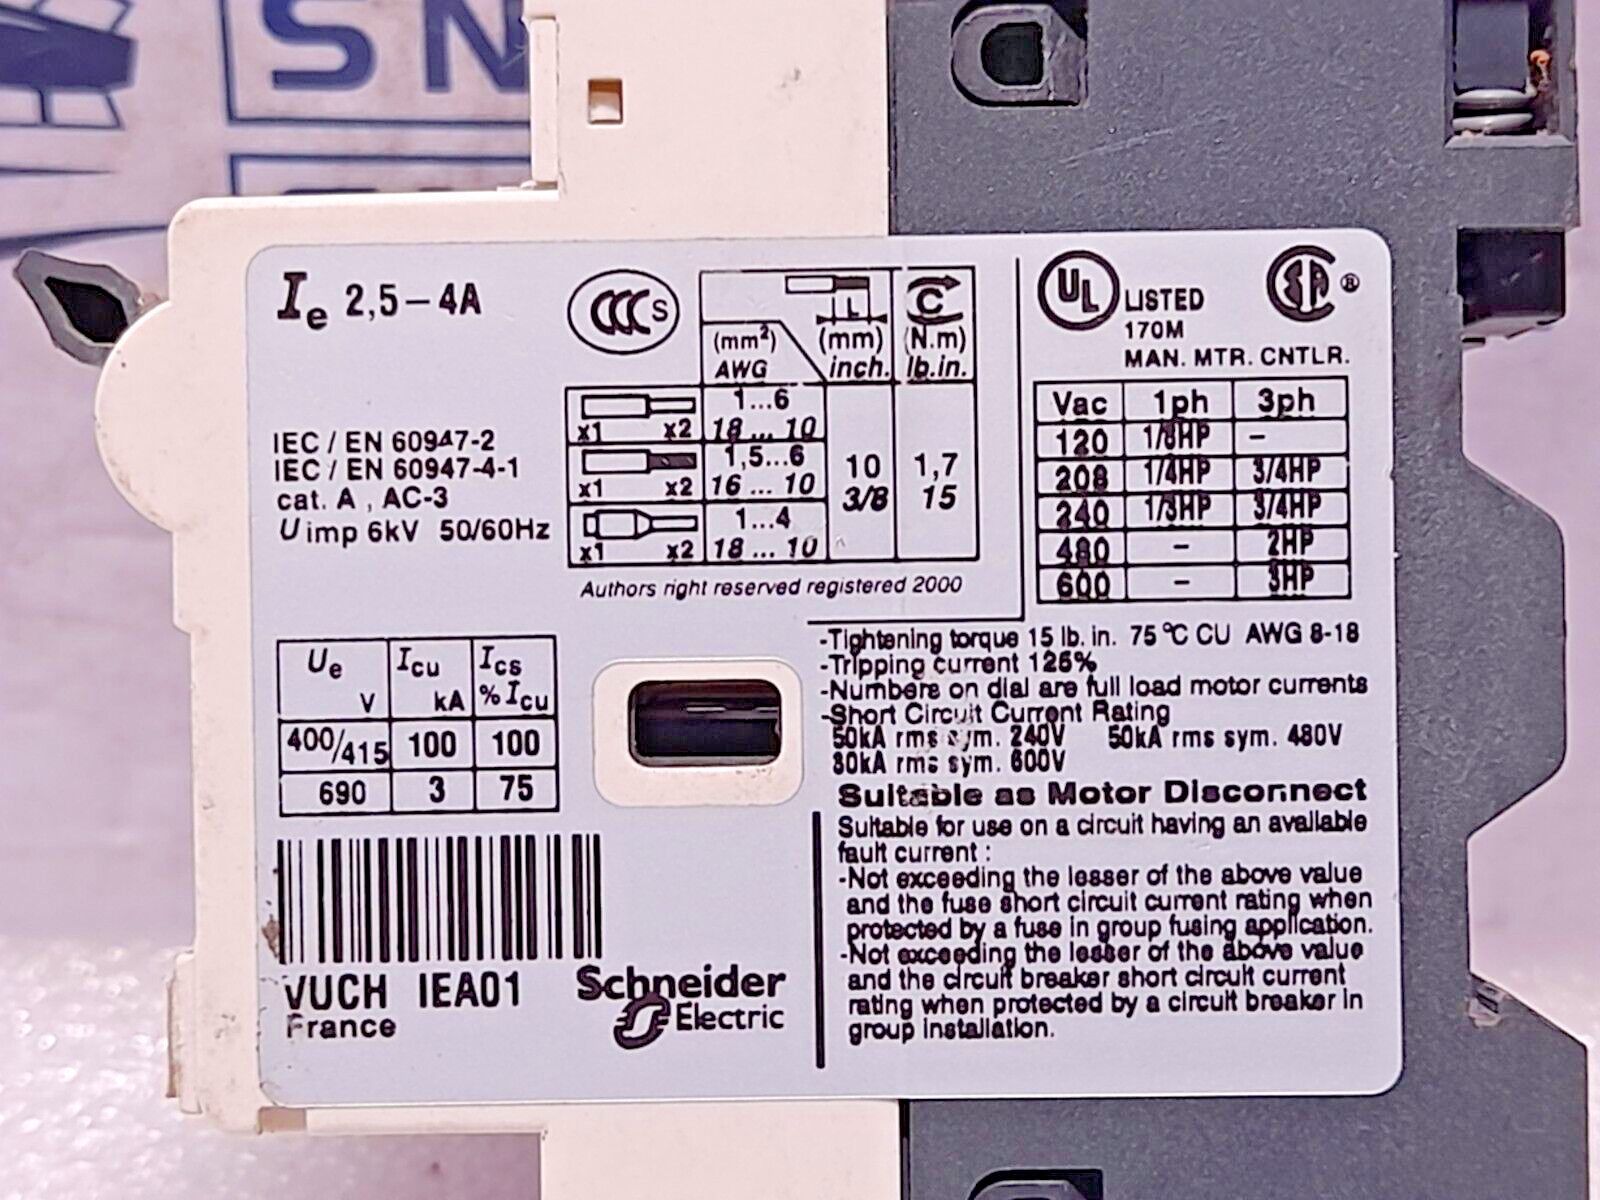 SN
Ie 2,5-4A
CCC S
IEC / EN 60947-2
IEC / EN 60947-4-1
cat. A , AC-3
U imp 6kV 50/60Hz
L
C
(mm²) (mm) (N.m)
AWG inch. lb.in.
1...6
x1 x2 18 ... 10
1,5...6 10 1,7
x1 x2 16 ... 10 3/8 15
1...4
x1 x2 18 ... 10
Authors right reserved registered 2000
UL LISTED SA ®
170M
MAN. MTR. CNTLR.
Vac 1ph 3ph
120 1/8HP -
208 1/4HP 3/4HP
240 1/3HP 3/4HP
480 - 2HP
600 - 3HP
Ue Icu Ics
V kA % Icu
400/415 100 100
690 3 75
-Tightening torque 15 lb. in. 75 °C CU AWG 8-18
-Tripping current 125%
-Numbers on dial are full load motor currents
-Short Circuit Current Rating
50kA rms sym. 240V 50kA rms sym. 480V
rms sym. 600V
Suitable as Motor Disconnect
Suitable for use on a circuit having an available
fault current :
-Not exceeding the lesser of the above value
and the fuse short circuit current rating when
protected by a fuse in group fusing application.
-Not exceeding the lesser of the above value
and the circuit breaker short circuit current
rating when protected by a circuit breaker in
group installation.
VUCH IEA01
France
Schneider
Electric